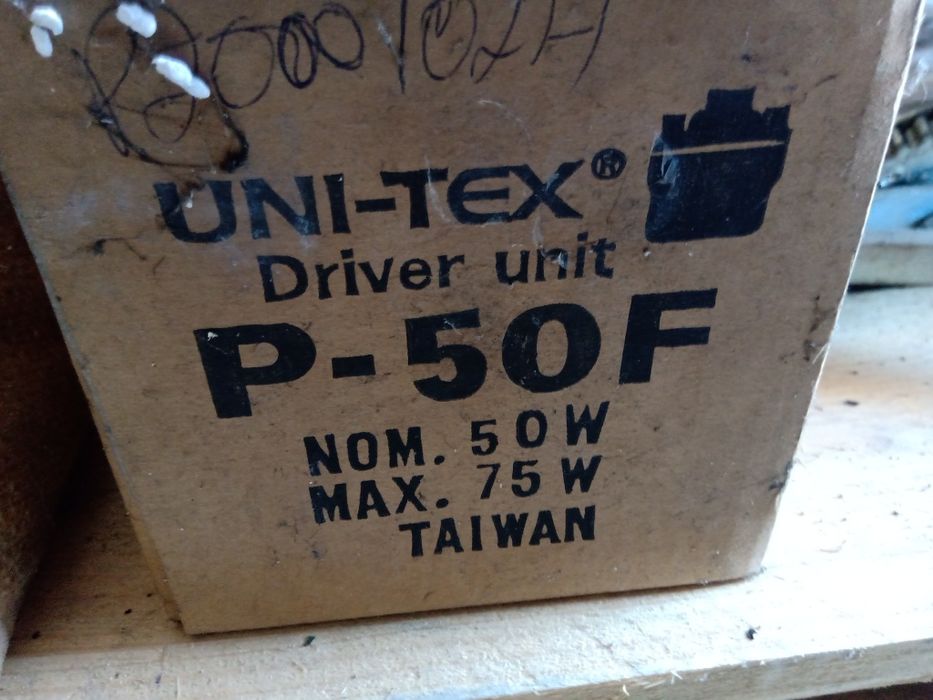 UNI-TEX®
Driver unit
P-50F
NOM. 50W
MAX. 75W
TAIWAN